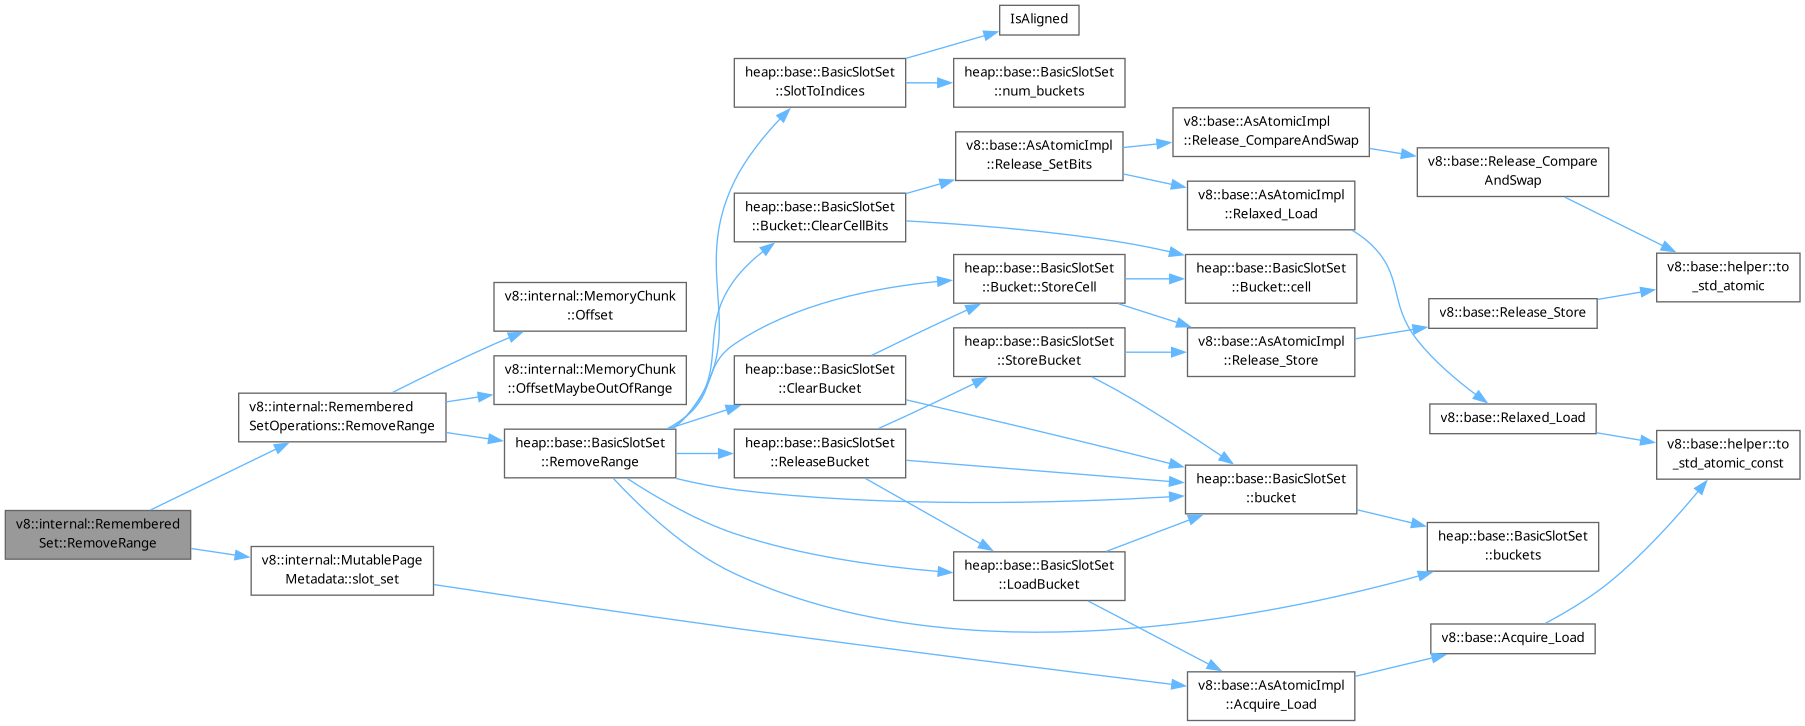 v8::internal::Remembered
Set::RemoveRange
v8::internal::Remembered
SetOperations::RemoveRange
v8::internal::MutablePage
Metadata::slot_set
v8::internal::MemoryChunk
::Offset
v8::internal::MemoryChunk
::OffsetMaybeOutOfRange
heap::base::BasicSlotSet
::RemoveRange
heap::base::BasicSlotSet
::SlotToIndices
heap::base::BasicSlotSet
::Bucket::ClearCellBits
heap::base::BasicSlotSet
::ClearBucket
heap::base::BasicSlotSet
::ReleaseBucket
IsAligned
heap::base::BasicSlotSet
::num_buckets
v8::base::AsAtomicImpl
::Release_SetBits
heap::base::BasicSlotSet
::Bucket::StoreCell
heap::base::BasicSlotSet
::StoreBucket
heap::base::BasicSlotSet
::LoadBucket
v8::base::AsAtomicImpl
::Release_CompareAndSwap
v8::base::AsAtomicImpl
::Relaxed_Load
heap::base::BasicSlotSet
::Bucket::cell
v8::base::AsAtomicImpl
::Release_Store
heap::base::BasicSlotSet
::bucket
v8::base::AsAtomicImpl
::Acquire_Load
v8::base::Release_Compare
AndSwap
v8::base::Release_Store
v8::base::Relaxed_Load
heap::base::BasicSlotSet
::buckets
v8::base::Acquire_Load
v8::base::helper::to
_std_atomic
v8::base::helper::to
_std_atomic_const